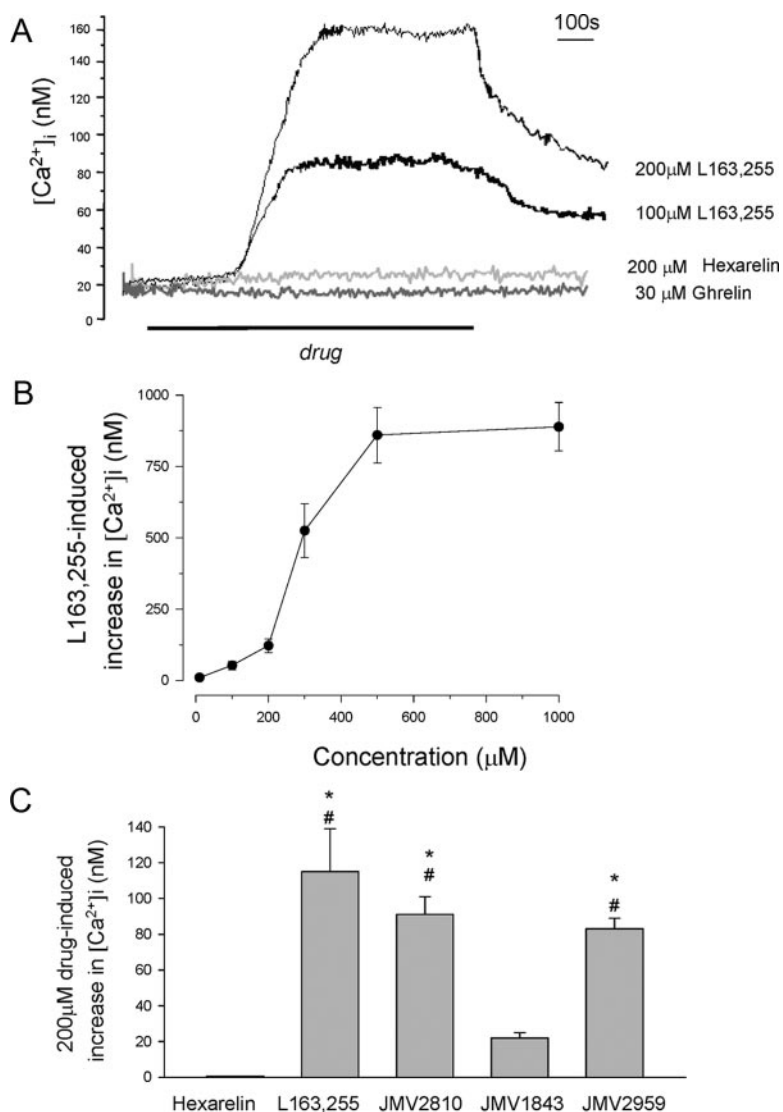 A
100s
[Ca²⁺]i (nM)
160
140
120
100
80
60
40
20
0
200μM L163,255
100μM L163,255
200 μM Hexarelin
30 μM Ghrelin
drug
B
L163,255-induced
increase in [Ca²⁺]i (nM)
1000
750
500
250
0
0 200 400 600 800 1000
Concentration (μM)
C
200μM drug-induced
increase in [Ca²⁺]i (nM)
140
120
100
80
60
40
20
0
* * *
# # #
Hexarelin L163,255 JMV2810 JMV1843 JMV2959